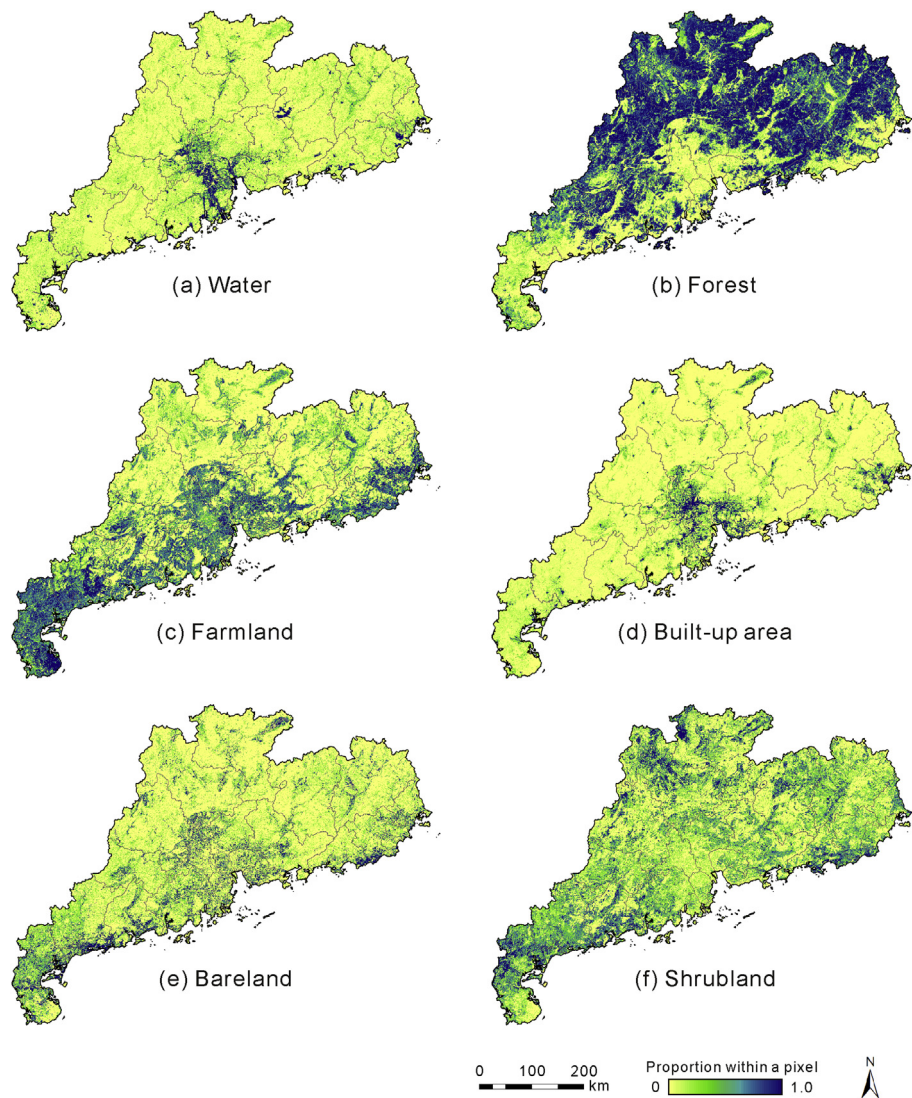 (a) Water
(b) Forest
(c) Farmland
(d) Built-up area
(e) Bareland
(f) Shrubland
0 100 200
km
Proportion within a pixel
0 1.0
N